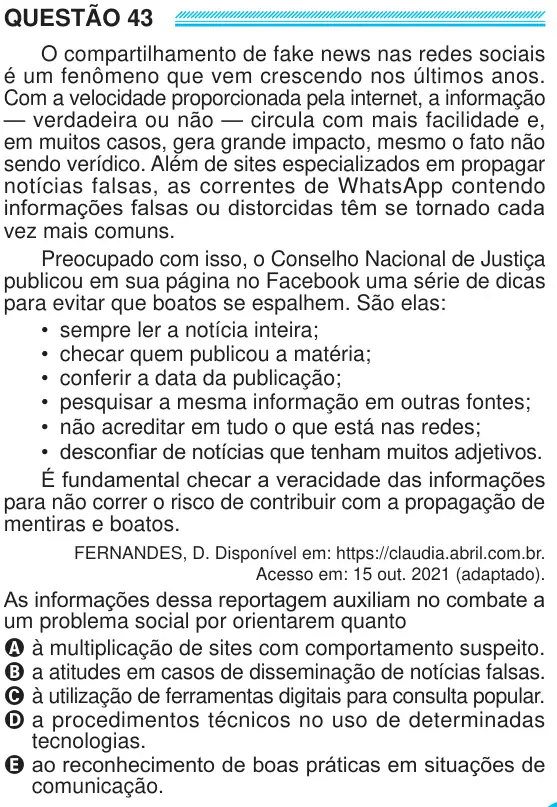 QUESTÃO 43
O compartilhamento de fake news nas redes sociais
é um fenômeno que vem crescendo nos últimos anos.
Com a velocidade proporcionada pela internet, a informação
— verdadeira ou não — circula com mais facilidade e,
em muitos casos, gera grande impacto, mesmo o fato não
sendo verídico. Além de sites especializados em propagar
notícias falsas, as correntes de WhatsApp contendo
informações falsas ou distorcidas têm se tornado cada
vez mais comuns.
Preocupado com isso, o Conselho Nacional de Justiça
publicou em sua página no Facebook uma série de dicas
para evitar que boatos se espalhem. São elas:
• sempre ler a notícia inteira;
• checar quem publicou a matéria;
• conferir a data da publicação;
• pesquisar a mesma informação em outras fontes;
• não acreditar em tudo o que está nas redes;
• desconfiar de notícias que tenham muitos adjetivos.
É fundamental checar a veracidade das informações
para não correr o risco de contribuir com a propagação de
mentiras e boatos.
FERNANDES, D. Disponível em: https://claudia.abril.com.br.
Acesso em: 15 out. 2021 (adaptado).
As informações dessa reportagem auxiliam no combate a
um problema social por orientarem quanto
A à multiplicação de sites com comportamento suspeito.
B a atitudes em casos de disseminação de notícias falsas.
C à utilização de ferramentas digitais para consulta popular.
D a procedimentos técnicos no uso de determinadas
tecnologias.
E ao reconhecimento de boas práticas em situações de
comunicação.